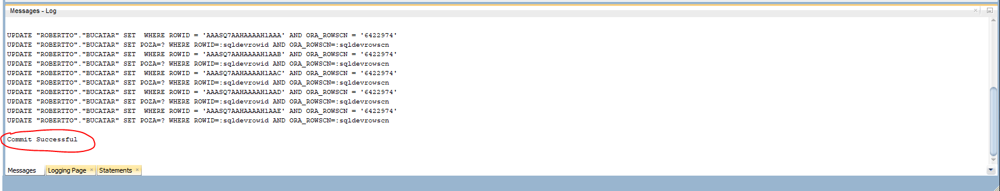 Messages - Log
UPDATE "ROBERTTO"."BUCATAR" SET  WHERE ROWID = 'AAASQ7AAHAAAAH1AAA' AND ORA_ROWSCN = '6422974'
UPDATE "ROBERTTO"."BUCATAR" SET POZA=? WHERE ROWID=:sqldevrowid AND ORA_ROWSCN=:sqldevrowscn
UPDATE "ROBERTTO"."BUCATAR" SET  WHERE ROWID = 'AAASQ7AAHAAAAH1AAB' AND ORA_ROWSCN = '6422974'
UPDATE "ROBERTTO"."BUCATAR" SET POZA=? WHERE ROWID=:sqldevrowid AND ORA_ROWSCN=:sqldevrowscn
UPDATE "ROBERTTO"."BUCATAR" SET  WHERE ROWID = 'AAASQ7AAHAAAAH1AAC' AND ORA_ROWSCN = '6422974'
UPDATE "ROBERTTO"."BUCATAR" SET POZA=? WHERE ROWID=:sqldevrowid AND ORA_ROWSCN=:sqldevrowscn
UPDATE "ROBERTTO"."BUCATAR" SET  WHERE ROWID = 'AAASQ7AAHAAAAH1AAD' AND ORA_ROWSCN = '6422974'
UPDATE "ROBERTTO"."BUCATAR" SET POZA=? WHERE ROWID=:sqldevrowid AND ORA_ROWSCN=:sqldevrowscn
UPDATE "ROBERTTO"."BUCATAR" SET  WHERE ROWID = 'AAASQ7AAHAAAAH1AAE' AND ORA_ROWSCN = '6422974'
UPDATE "ROBERTTO"."BUCATAR" SET POZA=? WHERE ROWID=:sqldevrowid AND ORA_ROWSCN=:sqldevrowscn
Commit Successful
Messages Logging Page Statements